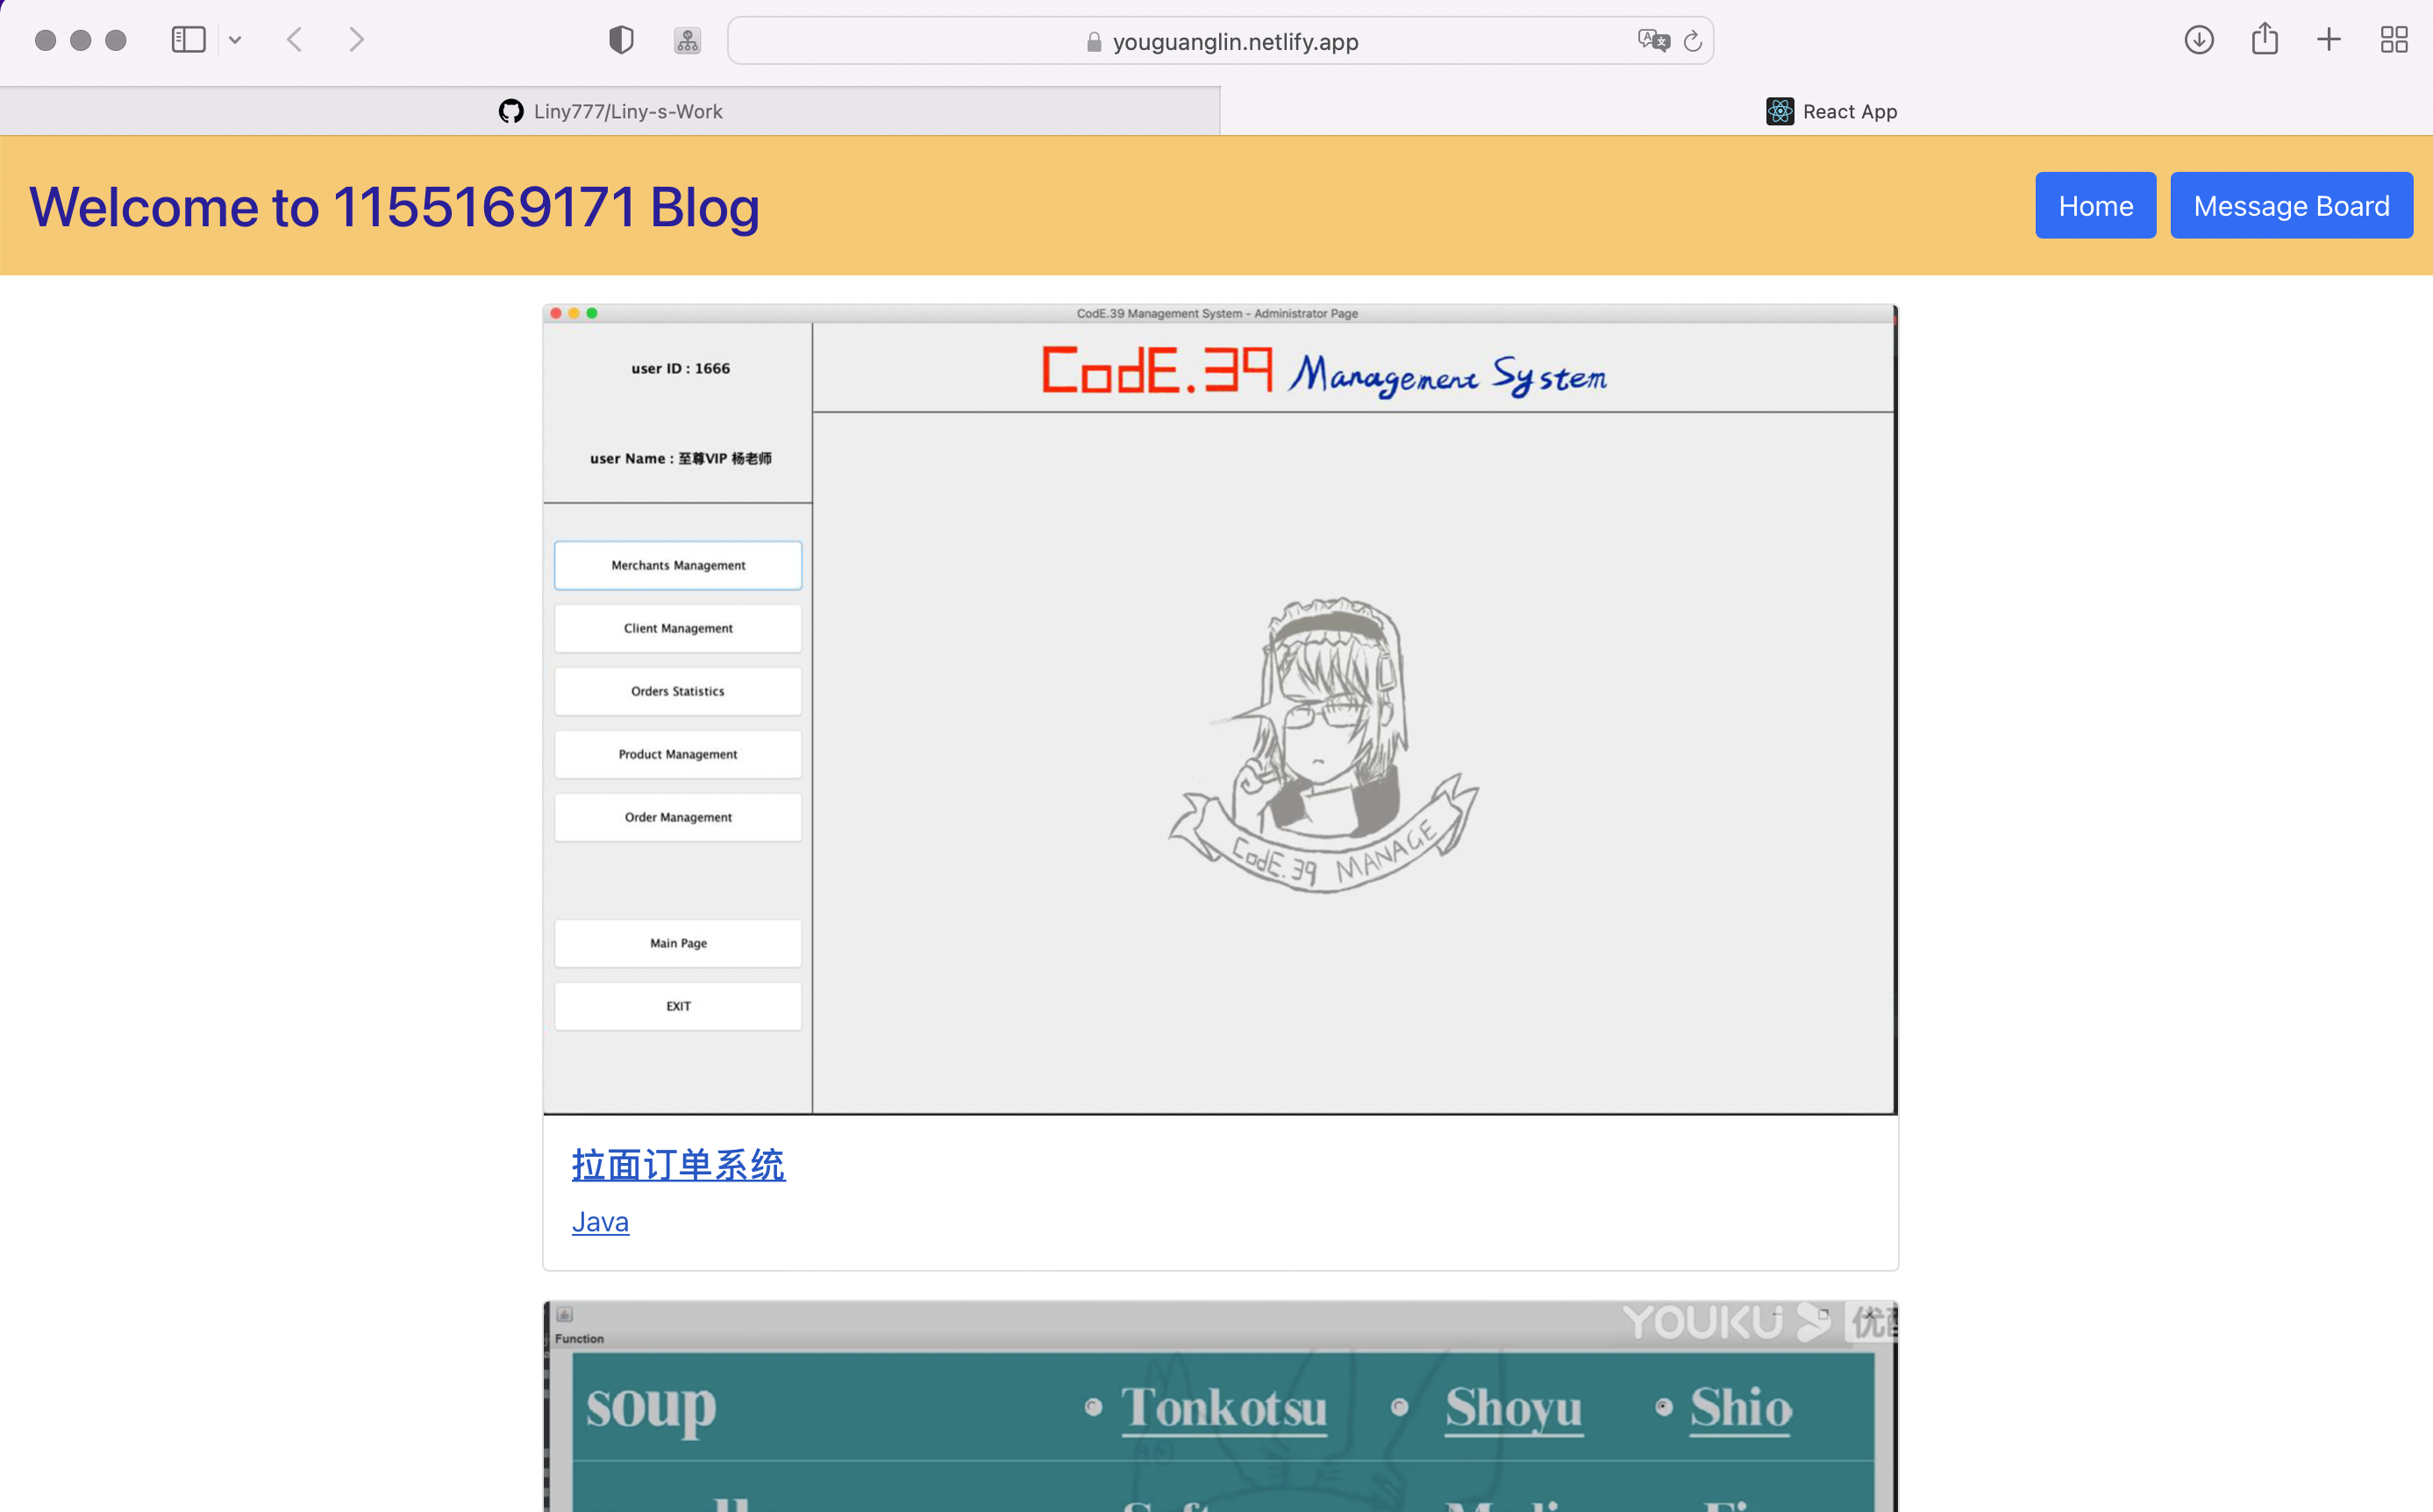 youguanglin.netlify.app
Liny777/Liny-s-Work
React App
Welcome to 1155169171 Blog
Home
Message Board
CodE.39 Management System - Administrator Page
user ID : 1666
CodE.39 Management System
user Name : 至尊VIP 杨老师
Merchants Management
Client Management
Orders Statistics
Product Management
Order Management
CodE.39 MANAGE
Main Page
EXIT
拉面订单系统
Java
YOUKU 优
Function
soup
Tonkotsu
Shoyu
Shio